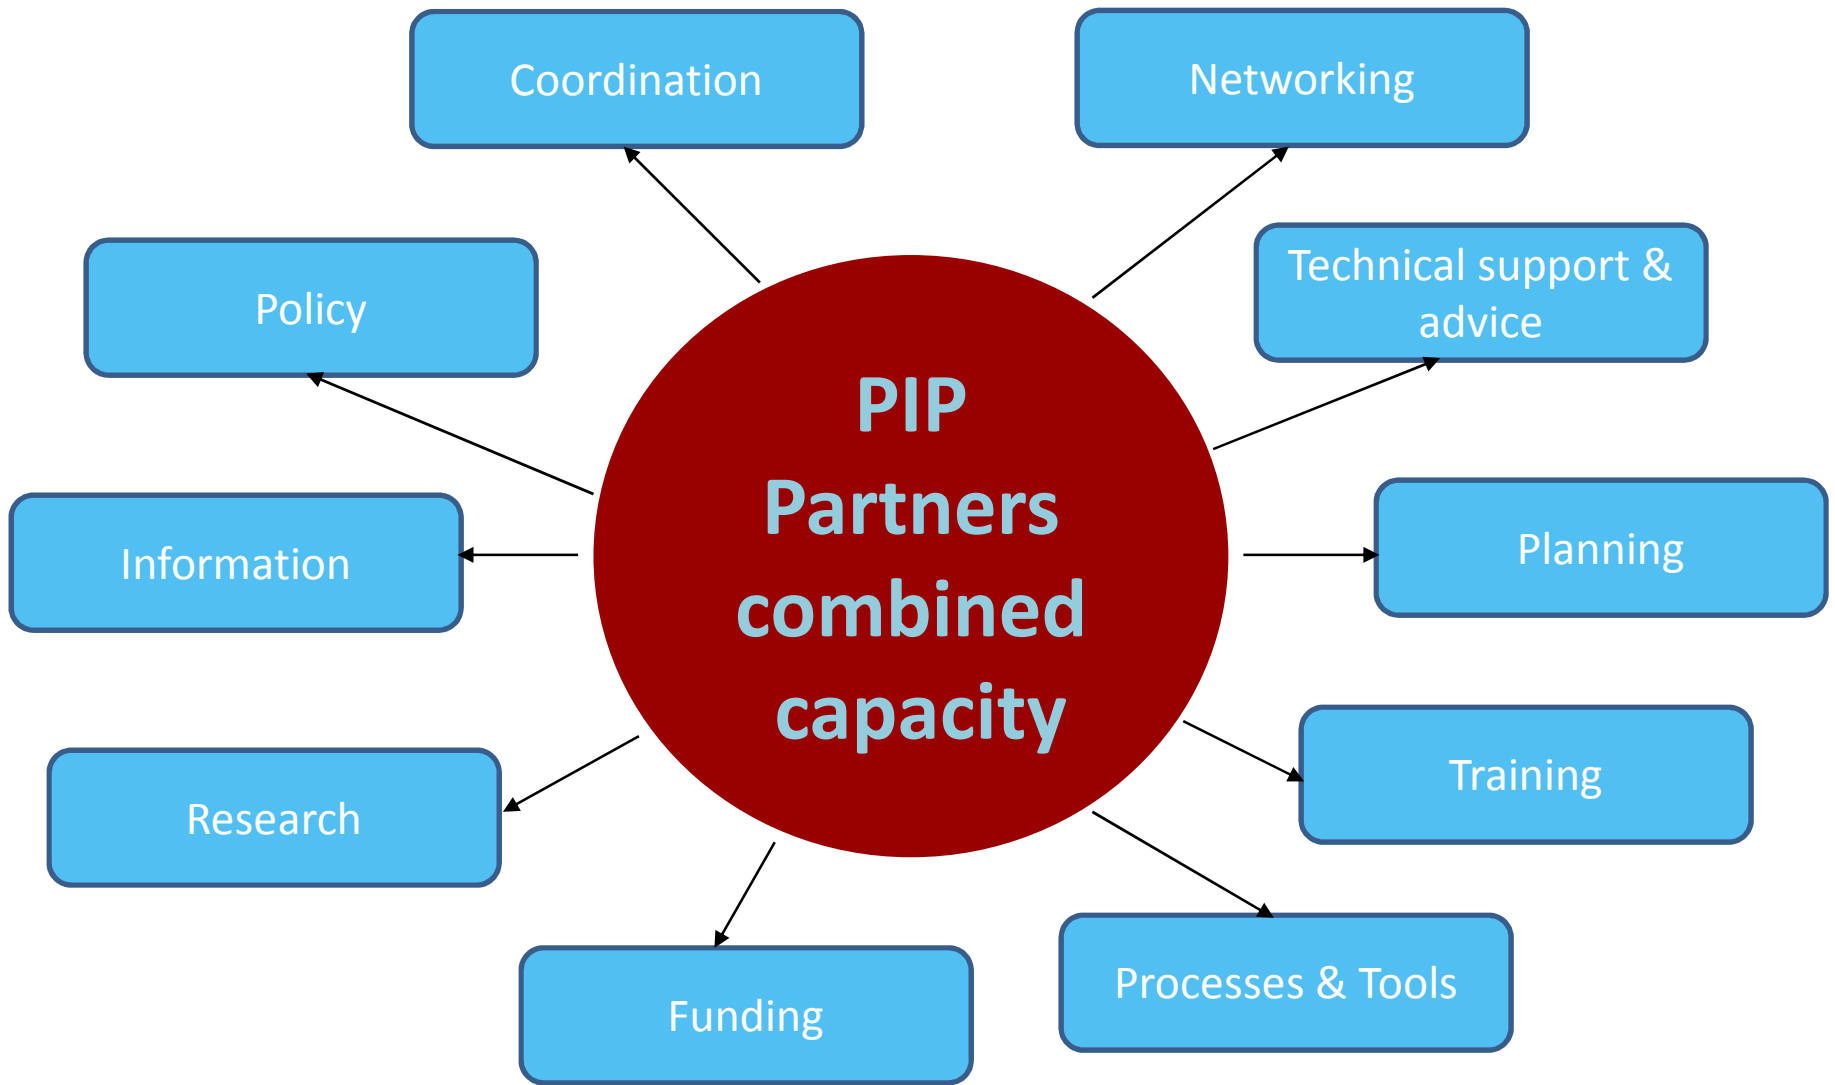 Coordination
Networking
Technical support &
advice
Policy
PIP
Partners
combined
capacity
Planning
Information
Training
Research
Processes & Tools
Funding